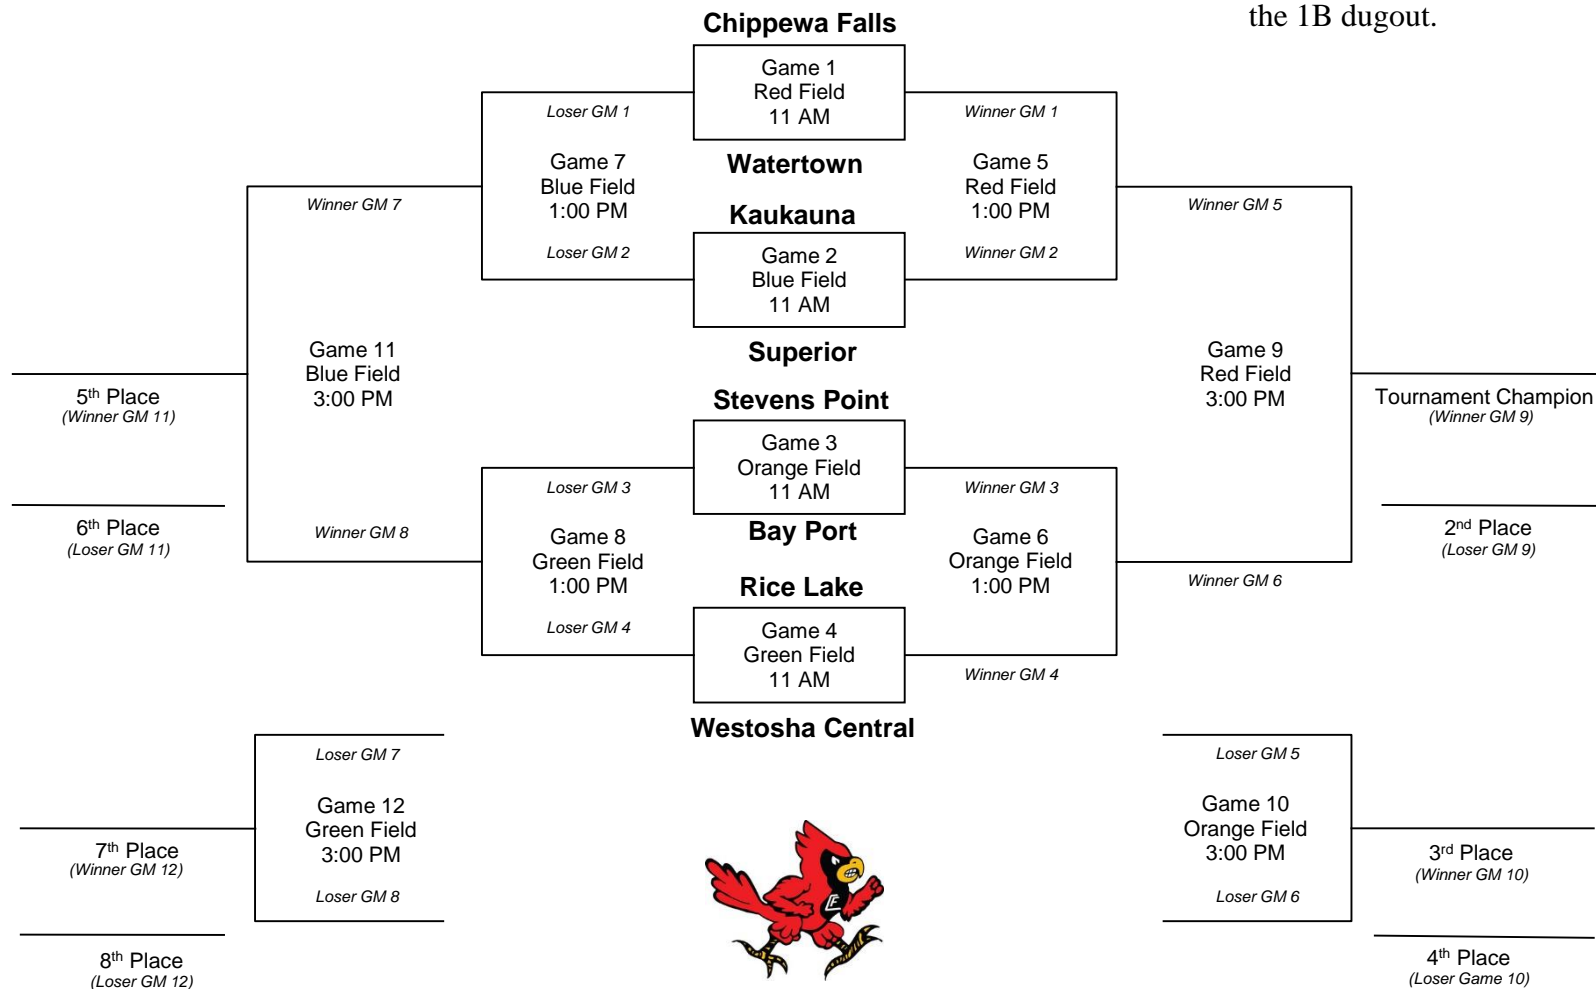 the 1B dugout.
Chippewa Falls
Game 1
Red Field
11 AM
Loser GM 1
Winner GM 1
Watertown
Game 7
Blue Field
1:00 PM
Game 5
Red Field
1:00 PM
Winner GM 7
Winner GM 5
Kaukauna
Loser GM 2
Game 2
Blue Field
11 AM
Winner GM 2
Superior
Game 11
Blue Field
3:00 PM
Game 9
Red Field
3:00 PM
5th Place
(Winner GM 11)
Tournament Champion
(Winner GM 9)
Stevens Point
Game 3
Orange Field
11 AM
Loser GM 3
Winner GM 3
6th Place
(Loser GM 11)
Winner GM 8
Bay Port
Game 8
Green Field
1:00 PM
Game 6
Orange Field
1:00 PM
2nd Place
(Loser GM 9)
Winner GM 6
Rice Lake
Loser GM 4
Game 4
Green Field
11 AM
Winner GM 4
Westosha Central
Loser GM 7
Loser GM 5
Game 12
Green Field
3:00 PM
Game 10
Orange Field
3:00 PM
7th Place
(Winner GM 12)
3rd Place
(Winner GM 10)
Loser GM 8
Loser GM 6
CF
8th Place
(Loser GM 12)
4th Place
(Loser Game 10)